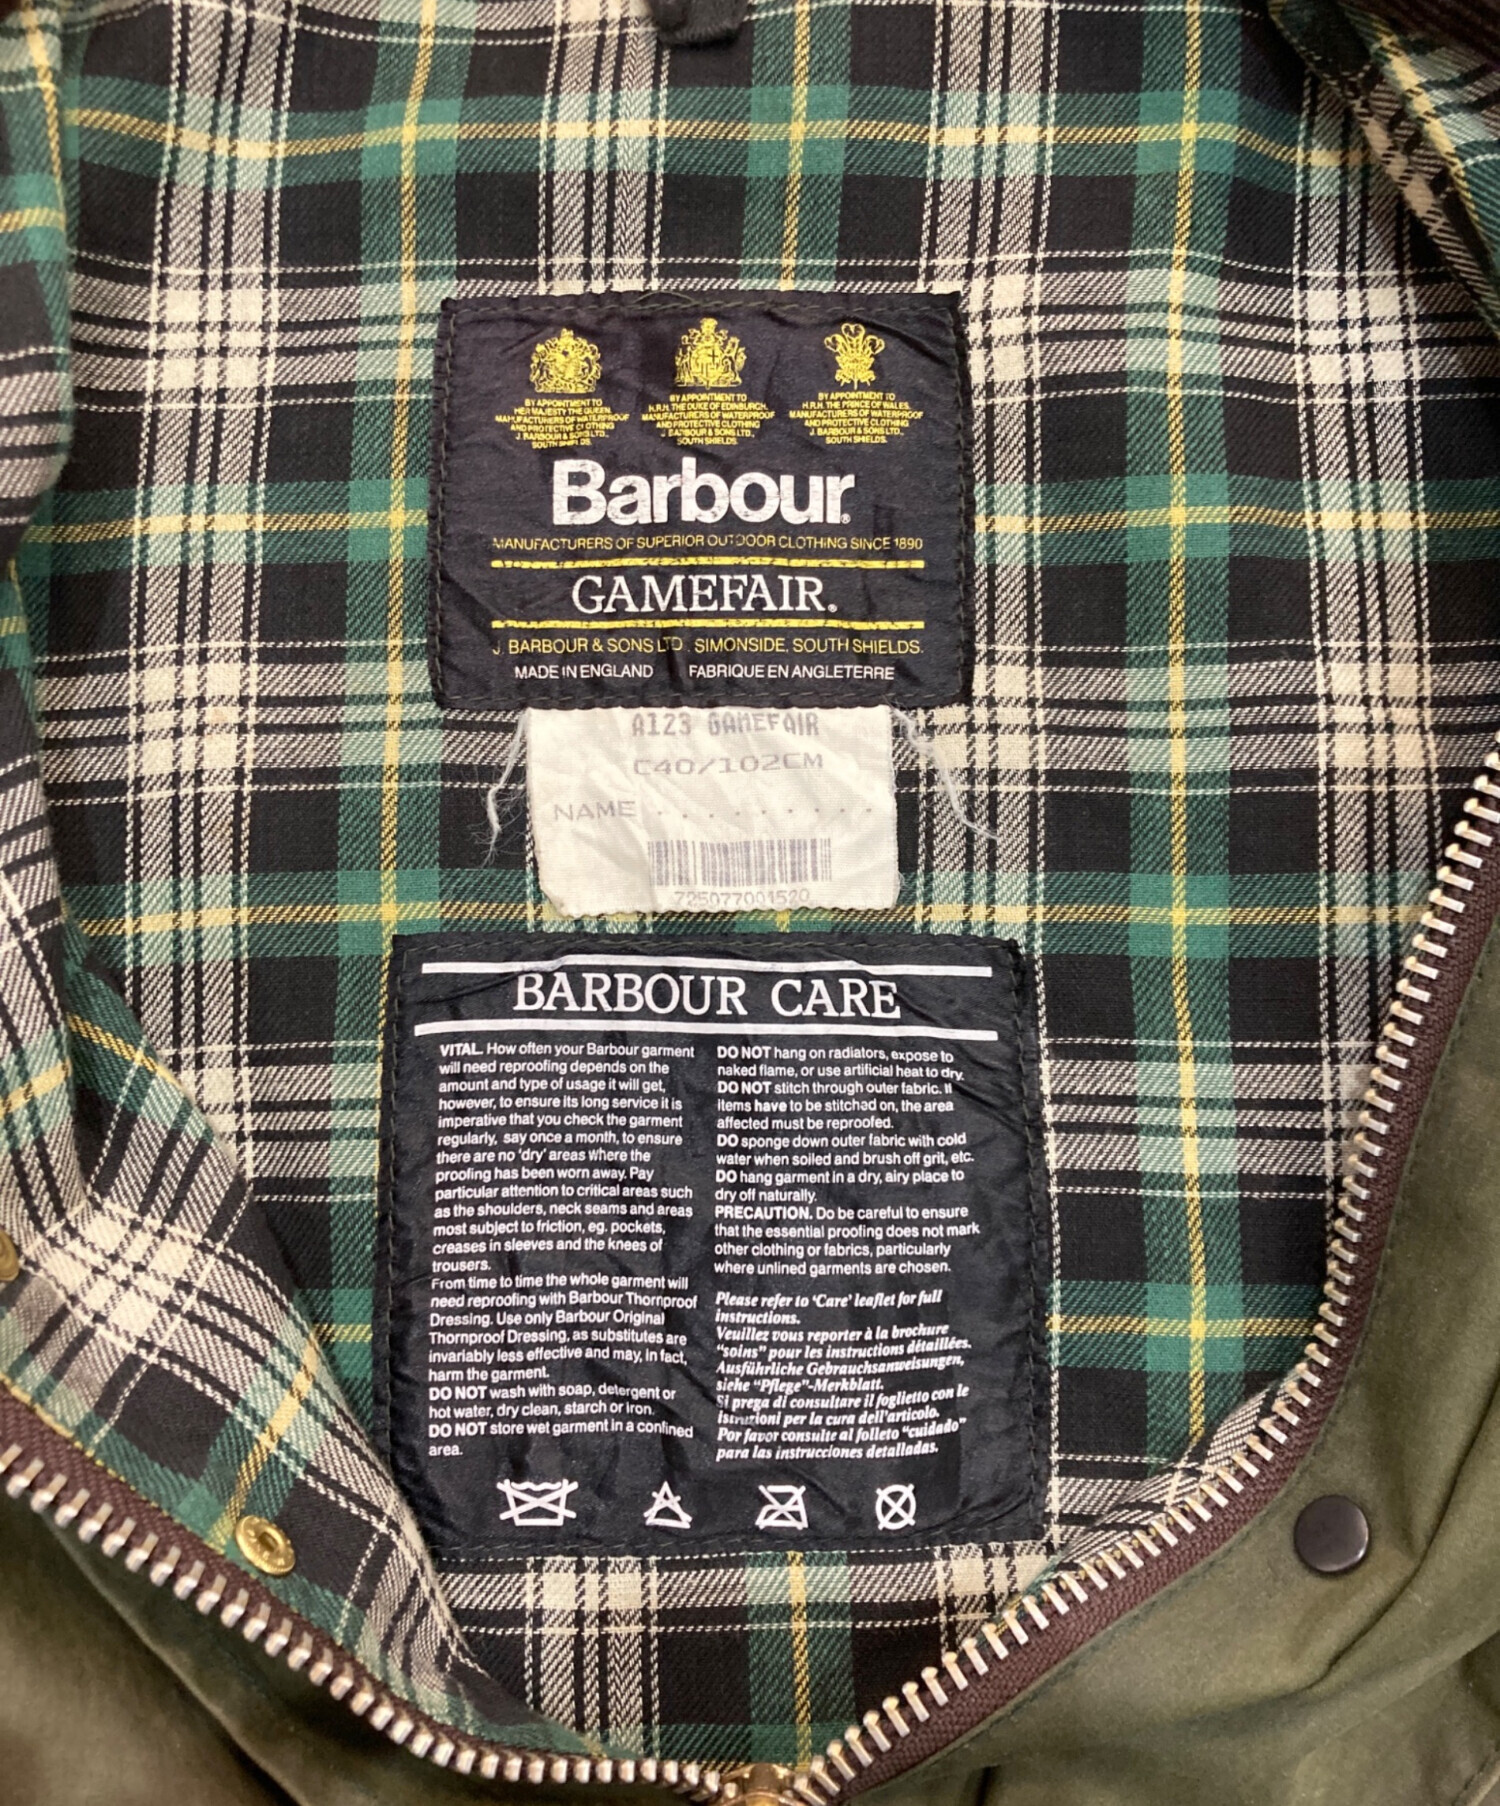 BY APPOINTMENT TO
HER MAJESTY THE QUEEN
MANUFACTURERS OF WATERPROOF
AND PROTECTIVE CLOTHING
J. BARBOUR & SONS LTD.,
SOUTH SHIELDS.
BY APPOINTMENT TO
H.R.H. THE DUKE OF EDINBURGH,
MANUFACTURERS OF WATERPROOF
AND PROTECTIVE CLOTHING
J. BARBOUR & SONS LTD.,
SOUTH SHIELDS.
BY APPOINTMENT TO
H.R.H. THE PRINCE OF WALES,
MANUFACTURERS OF WATERPROOF
AND PROTECTIVE CLOTHING
J. BARBOUR & SONS LTD.,
SOUTH SHIELDS.
Barbour®
MANUFACTURERS OF SUPERIOR OUTDOOR CLOTHING SINCE 1890
GAMEFAIR®
J. BARBOUR & SONS LTD., SIMONSIDE, SOUTH SHIELDS.
MADE IN ENGLAND FABRIQUE EN ANGLETERRE
A123 GAMEFAIR
C40/102CM
NAME . . . . . . . .
725077001520
BARBOUR CARE
VITAL. How often your Barbour garment
will need reproofing depends on the
amount and type of usage it will get,
however, to ensure its long service it is
imperative that you check the garment
regularly, say once a month, to ensure
there are no 'dry' areas where the
proofing has been worn away. Pay
particular attention to critical areas such
as the shoulders, neck seams and areas
most subject to friction, eg. pockets,
creases in sleeves and the knees of
trousers.
From time to time the whole garment will
need reproofing with Barbour Thornproof
Dressing. Use only Barbour Original
Thornproof Dressing, as substitutes are
invariably less effective and may, in fact,
harm the garment.
DO NOT wash with soap, detergent or
hot water, dry clean, starch or iron.
DO NOT store wet garment in a confined
area.
DO NOT hang on radiators, expose to
naked flame, or use artificial heat to dry.
DO NOT stitch through outer fabric. If
items have to be stitched on, the area
affected must be reproofed.
DO sponge down outer fabric with cold
water when soiled and brush off grit, etc.
DO hang garment in a dry, airy place to
dry off naturally.
PRECAUTION. Do be careful to ensure
that the essential proofing does not mark
other clothing or fabrics, particularly
where unlined garments are chosen.
Please refer to 'Care' leaflet for full
instructions.
Veuillez vous reporter à la brochure
"soins" pour les instructions détaillées.
Ausführliche Gebrauchsanweisungen,
siehe "Pflege"-Merkblatt.
Si prega di consultare il foglietto con le
istruzioni per la cura dell'articolo.
Por favor consulte al folleto "cuidado"
para las instrucciones detalladas.